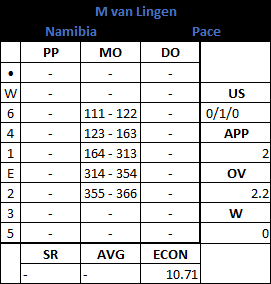 M van Lingen
Namibia Pace
PP MO DO
• - - -
W - - - US
6 - 111 - 122 - 0/1/0
4 - 123 - 163 - APP
1 - 164 - 313 - 2
E - 314 - 354 - OV
2 - 355 - 366 - 2.2
3 - - - W
5 - - - 0
SR AVG ECON
- - 10.71